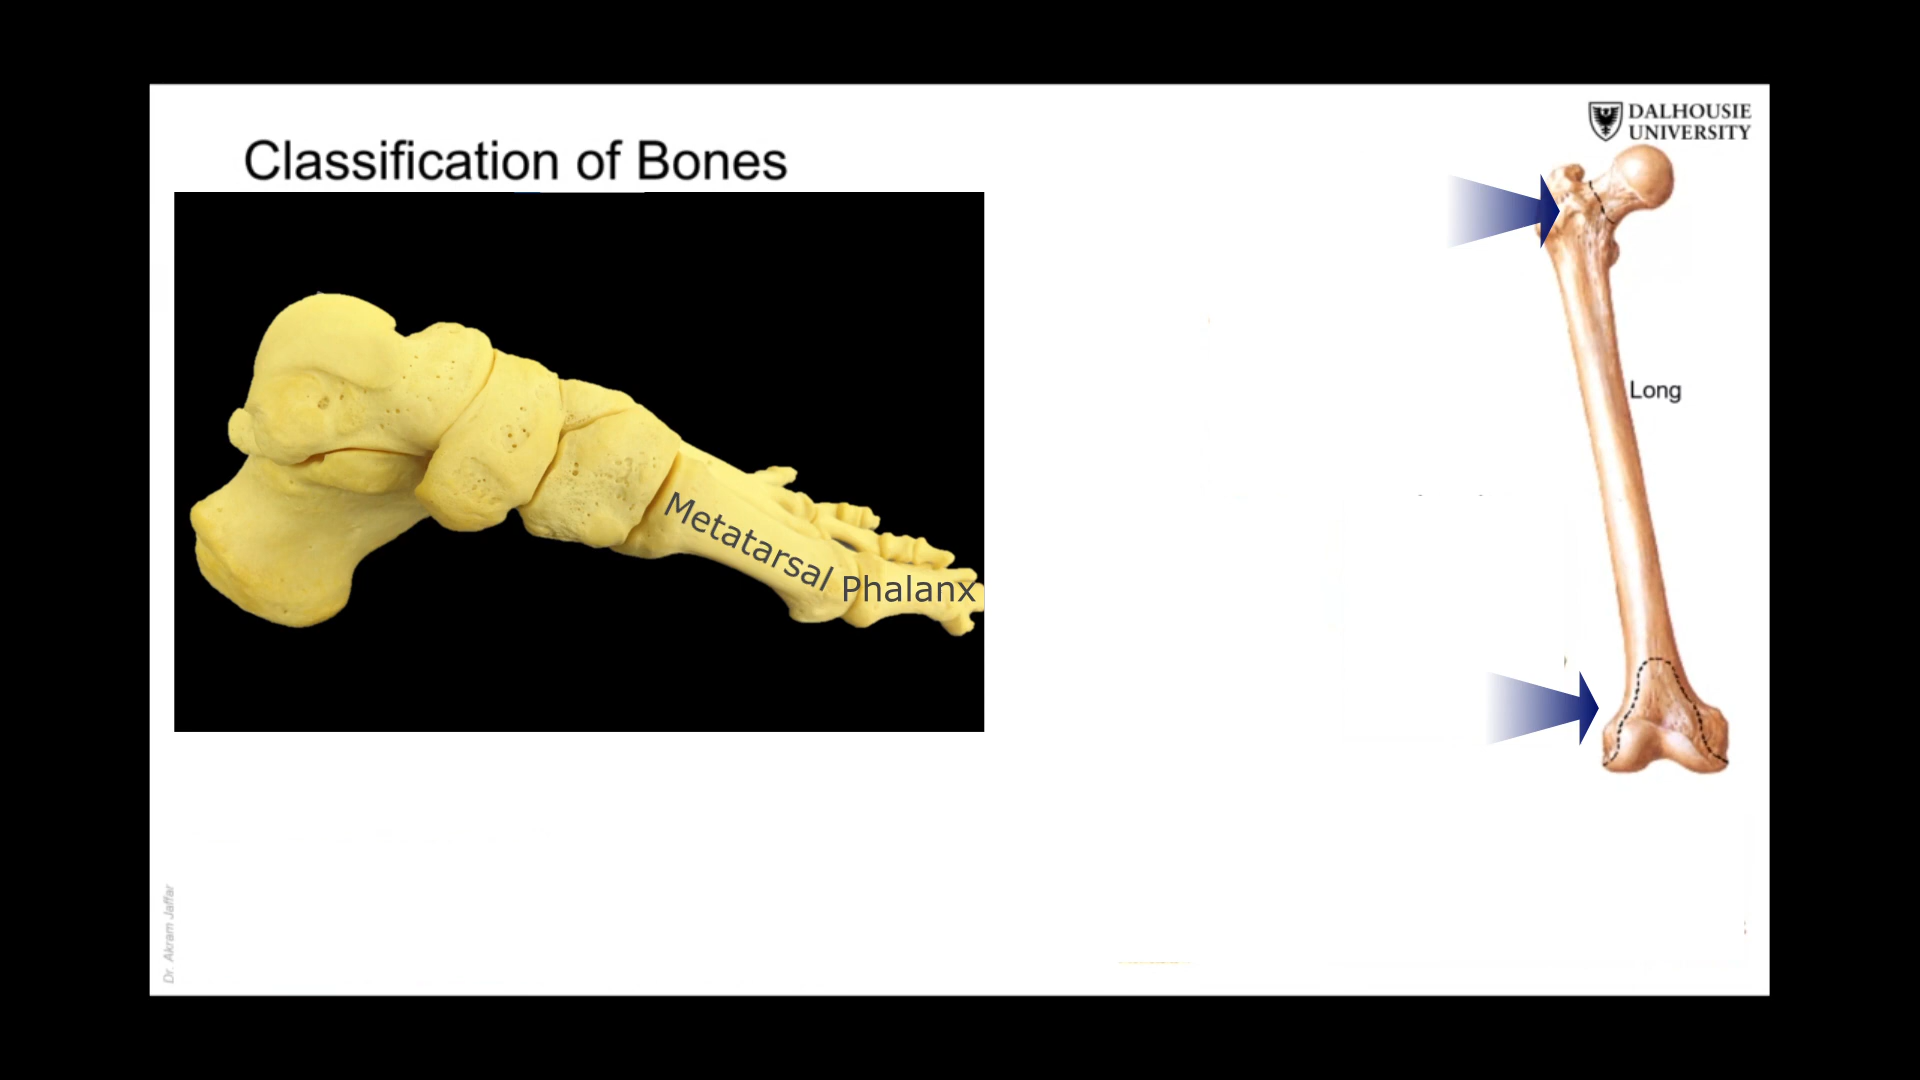 DALHOUSIE
UNIVERSITY
Classification of Bones
Long
Metatarsal
Phalanx
Dr. Akram Jaffar